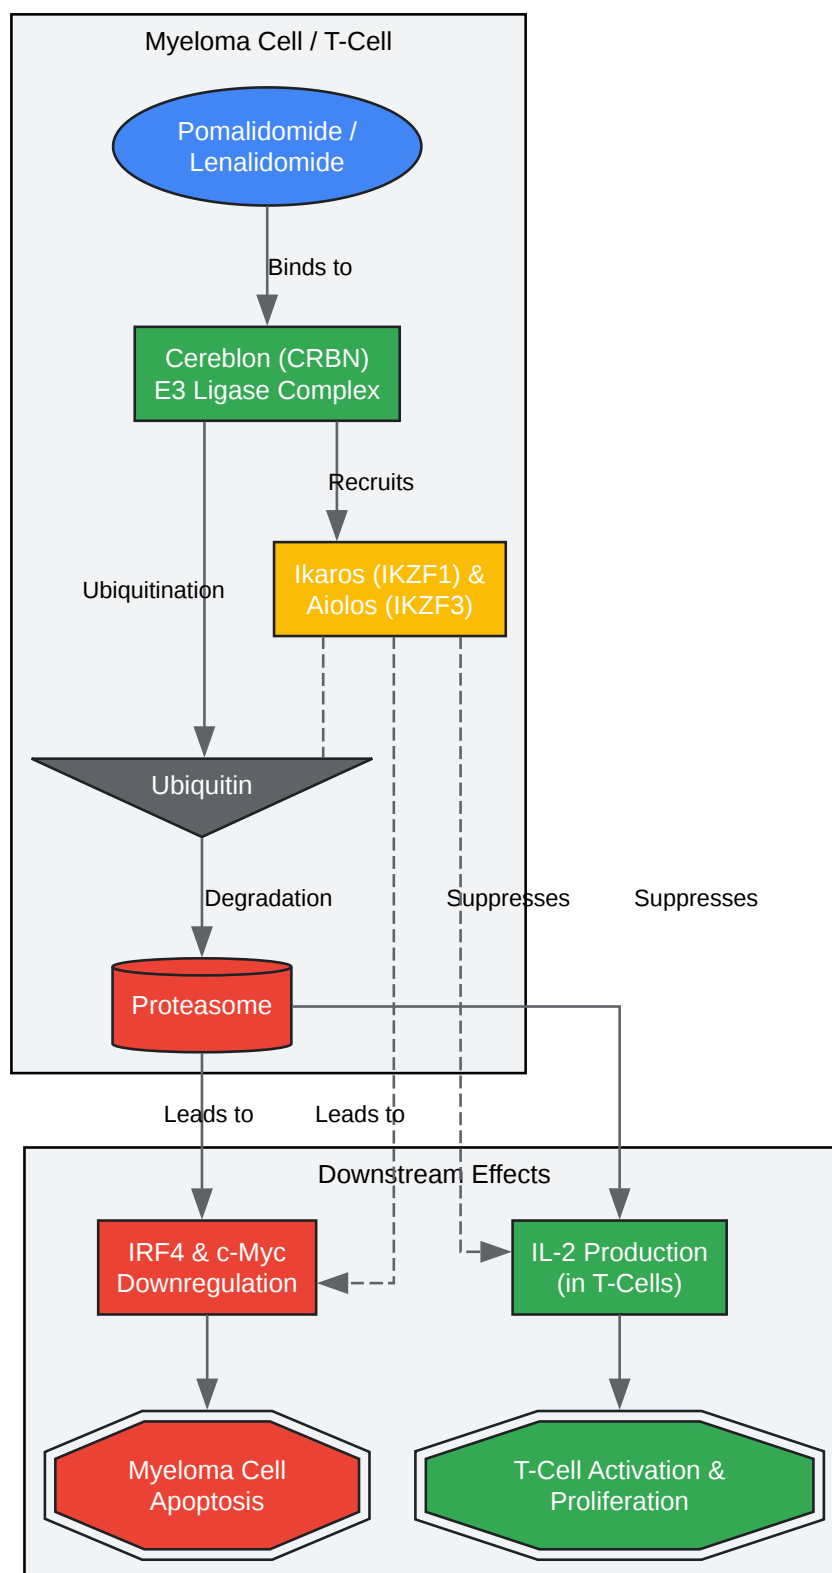 Myeloma Cell / T-Cell
Pomalidomide /
Lenalidomide
Binds to
Cereblon (CRBN)
E3 Ligase Complex
Recruits
Ikaros (IKZF1) &
Aiolos (IKZF3)
Ubiquitination
Ubiquitin
Degradation
Suppresses
Suppresses
Proteasome
Leads to
Leads to
Downstream Effects
IRF4 & c-Myc
Downregulation
IL-2 Production
(in T-Cells)
Myeloma Cell
Apoptosis
T-Cell Activation &
Proliferation